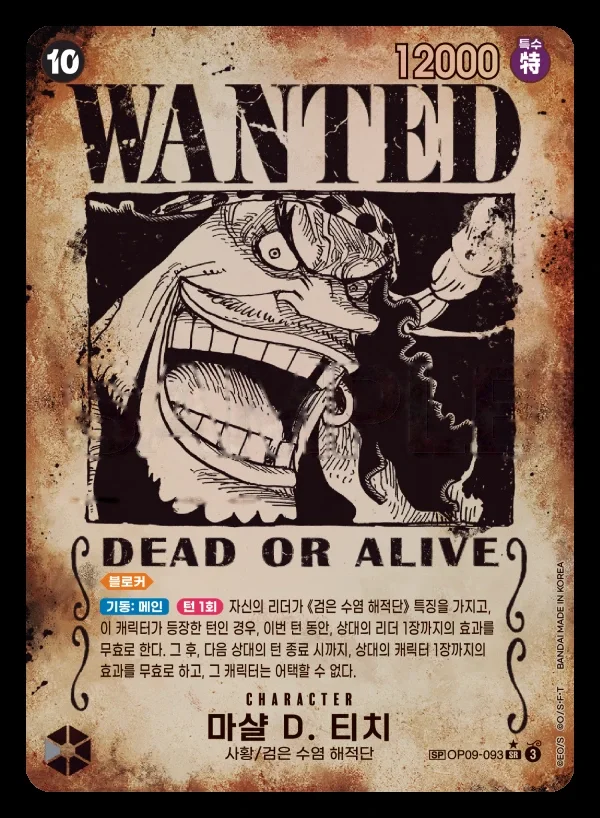 10
12000
특수
特
WANTED
SAMPLE
DEAD OR ALIVE
블로커
기동: 메인 턴 1회 자신의 리더가 《검은 수염 해적단》 특징을 가지고,
이 캐릭터가 등장한 턴인 경우, 이번 턴 동안, 상대의 리더 1장까지의 효과를
무효로 한다. 그 후, 다음 상대의 턴 종료 시까지, 상대의 캐릭터 1장까지의
효과를 무효로 하고, 그 캐릭터는 어택할 수 없다.
CHARACTER
마샬 D. 티치
사황/검은 수염 해적단
SP OP09-093 SR 3
©EO/S ©O/S·F·T BANDAI MADE IN KOREA